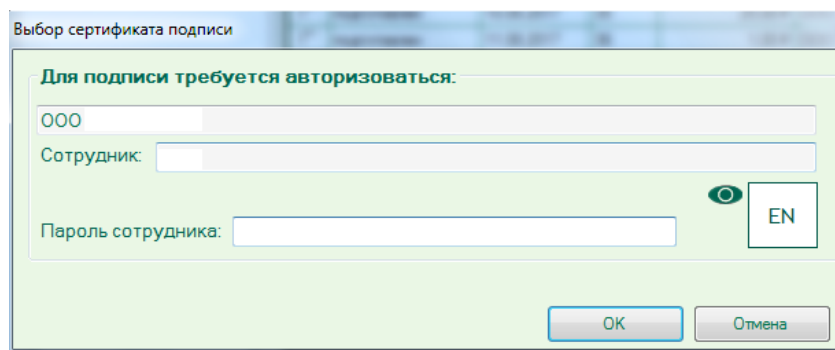 Выбор сертификата подписи
Для подписи требуется авторизоваться:
ООО
Сотрудник:
EN
Пароль сотрудника:
OK
Отмена